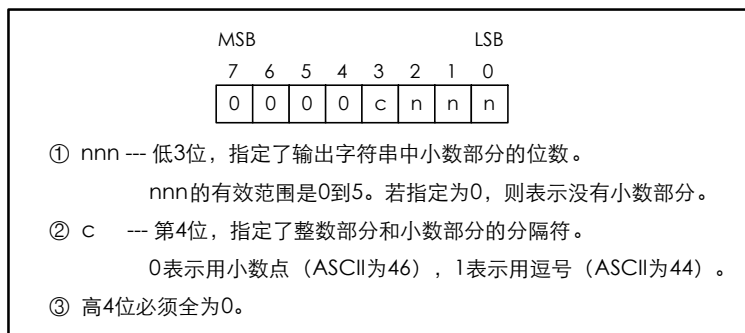 MSB LSB
7 6 5 4 3 2 1 0
0 0 0 0 c n n n
① nnn --- 低3位，指定了输出字符串中小数部分的位数。
nnn的有效范围是0到5。若指定为0，则表示没有小数部分。
② c --- 第4位，指定了整数部分和小数部分的分隔符。
0表示用小数点（ASCII为46），1表示用逗号（ASCII为44）。
③ 高4位必须全为0。